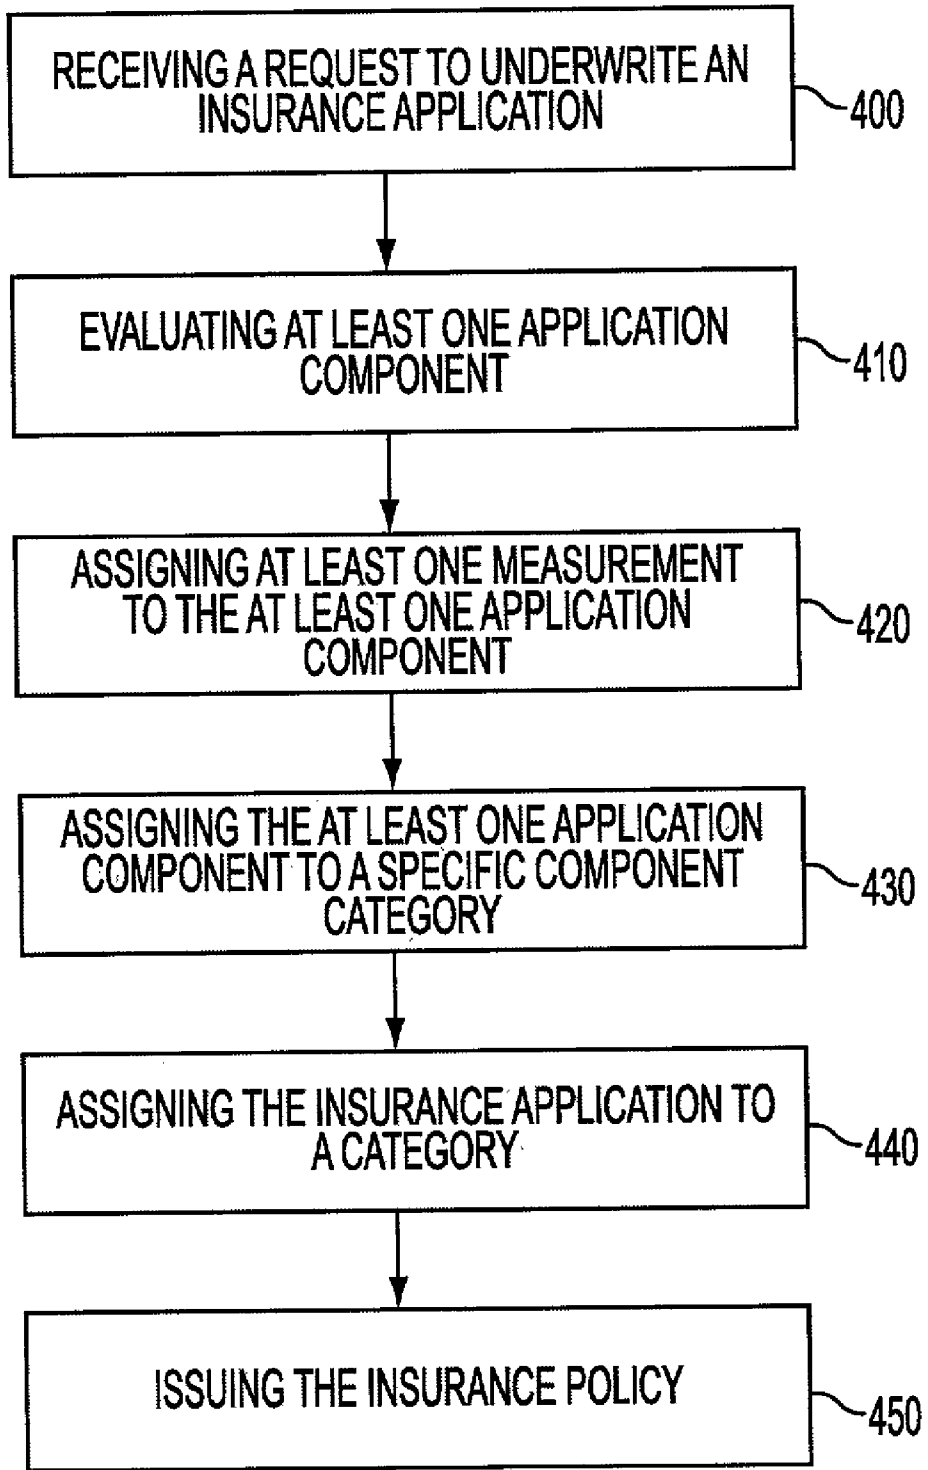 RECEIVING A REQUEST TO UNDERWRITE AN
INSURANCE APPLICATION
400
EVALUATING AT LEAST ONE APPLICATION
COMPONENT
410
ASSIGNING AT LEAST ONE MEASUREMENT
TO THE AT LEAST ONE APPLICATION
COMPONENT
420
ASSIGNING THE AT LEAST ONE APPLICATION
COMPONENT TO A SPECIFIC COMPONENT
CATEGORY
430
ASSIGNING THE INSURANCE APPLICATION TO
A CATEGORY
440
ISSUING THE INSURANCE POLICY
450